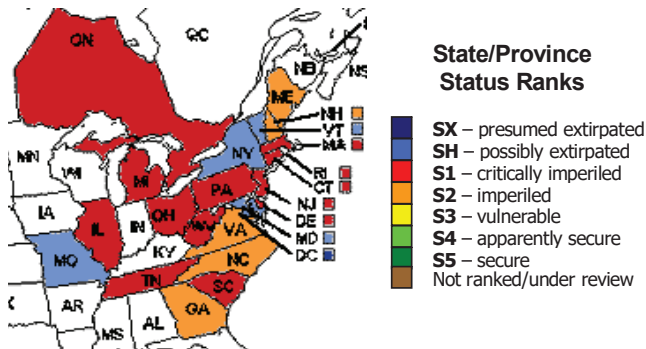 ON
QC
NB
NS
ME
NH
VT
MA
MN
WI
MI
NY
RI
CT
PA
NJ
IA
IL
IN
OH
WV
DE
MD
DC
VA
MO
KY
NC
TN
AR
SC
MS
AL
GA
State/Province
Status Ranks
SX – presumed extirpated
SH – possibly extirpated
S1 – critically imperiled
S2 – imperiled
S3 – vulnerable
S4 – apparently secure
S5 – secure
Not ranked/under review